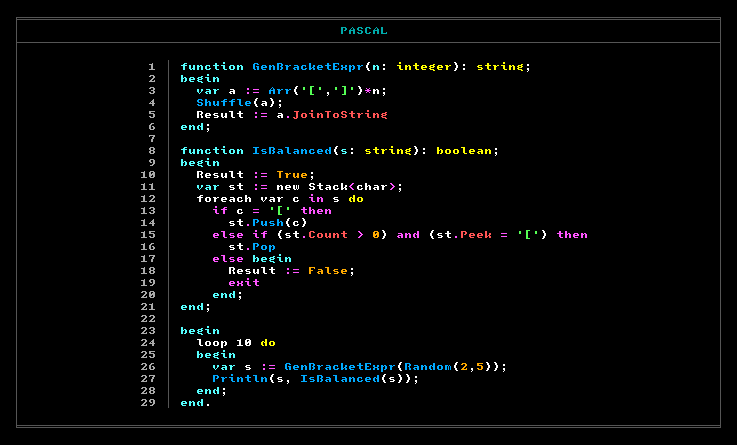 PASCAL
1 function GenBracketExpr(n: integer): string;
2 begin
3   var a := Arr('[',']')*n;
4   Shuffle(a);
5   Result := a.JoinToString
6 end;
7
8 function IsBalanced(s: string): boolean;
9 begin
10   Result := True;
11   var st := new Stack<char>;
12   foreach var c in s do
13     if c = '[' then
14       st.Push(c)
15     else if (st.Count > 0) and (st.Peek = '[') then
16       st.Pop
17     else begin
18       Result := False;
19       exit
20     end;
21 end;
22
23 begin
24   loop 10 do
25   begin
26     var s := GenBracketExpr(Random(2,5));
27     Println(s, IsBalanced(s));
28   end;
29 end.